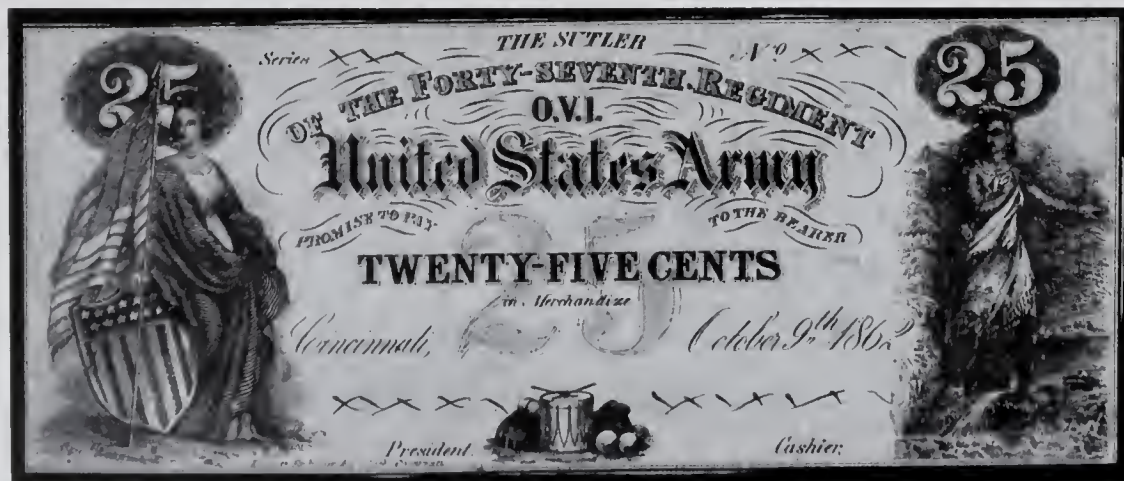 25
25
THE SUTLER
Series
No
OF THE FORTY-SEVENTH REGIMENT
O.V.I.
United States Army
PROMISE TO PAY
TO THE BEARER
25
TWENTY-FIVE CENTS
in Merchandize
Cincinnati,
October 9th 1862
President.
Cashier.